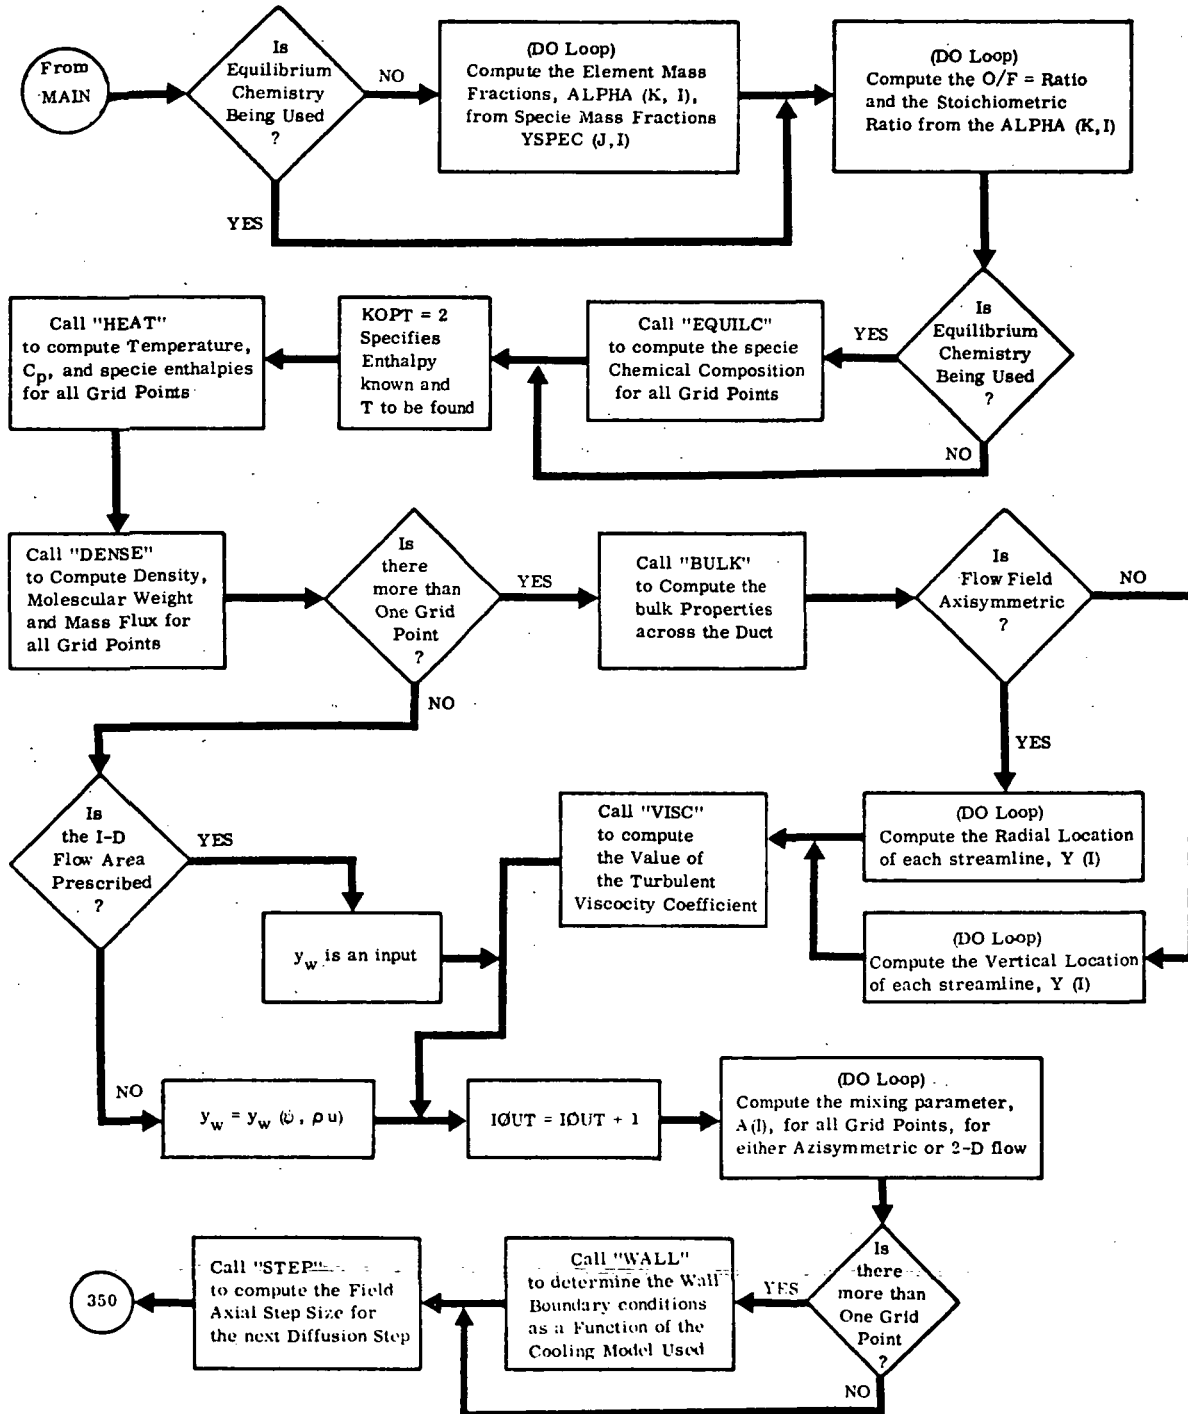 From
MAIN
Is
Equilibrium
Chemistry
Being Used
?
NO
YES
(DO Loop)
Compute the Element Mass
Fractions, ALPHA (K, I),
from Specie Mass Fractions
YSPEC (J, I)
(DO Loop)
Compute the O/F = Ratio
and the Stoichiometric
Ratio from the ALPHA (K, I)
Is
Equilibrium
Chemistry
Being Used
?
YES
NO
Call "EQUILC"
to compute the specie
Chemical Composition
for all Grid Points
KOPT = 2
Specifies
Enthalpy
known and
T to be found
Call "HEAT"
to compute Temperature,
Cp, and specie enthalpies
for all Grid Points
Call "DENSE"
to Compute Density,
Molecular Weight
and Mass Flux for
all Grid Points
Is
there
more than
One Grid
Point
?
YES
NO
Call "BULK"
to Compute the
bulk Properties
across the Duct
Is
Flow Field
Axisymmetric
?
NO
YES
(DO Loop)
Compute the Radial Location
of each streamline, Y (I)
(DO Loop)
Compute the Vertical Location
of each streamline, Y (I)
Call "VISC"
to compute
the Value of
the Turbulent
Viscocity Coefficient
Is
the I-D
Flow Area
Prescribed
?
YES
NO
yw is an input
yw = yw ( , ρu)
IØUT = IØUT + 1
(DO Loop)
Compute the mixing parameter,
A(I), for all Grid Points, for
either Azisymmetric or 2-D flow
Is
there
more than
One Grid
Point
?
YES
NO
Call "WALL"
to determine the Wall
Boundary conditions
as a Function of the
Cooling Model Used
Call "STEP"
to compute the Field
Axial Step Size for
the next Diffusion Step
350